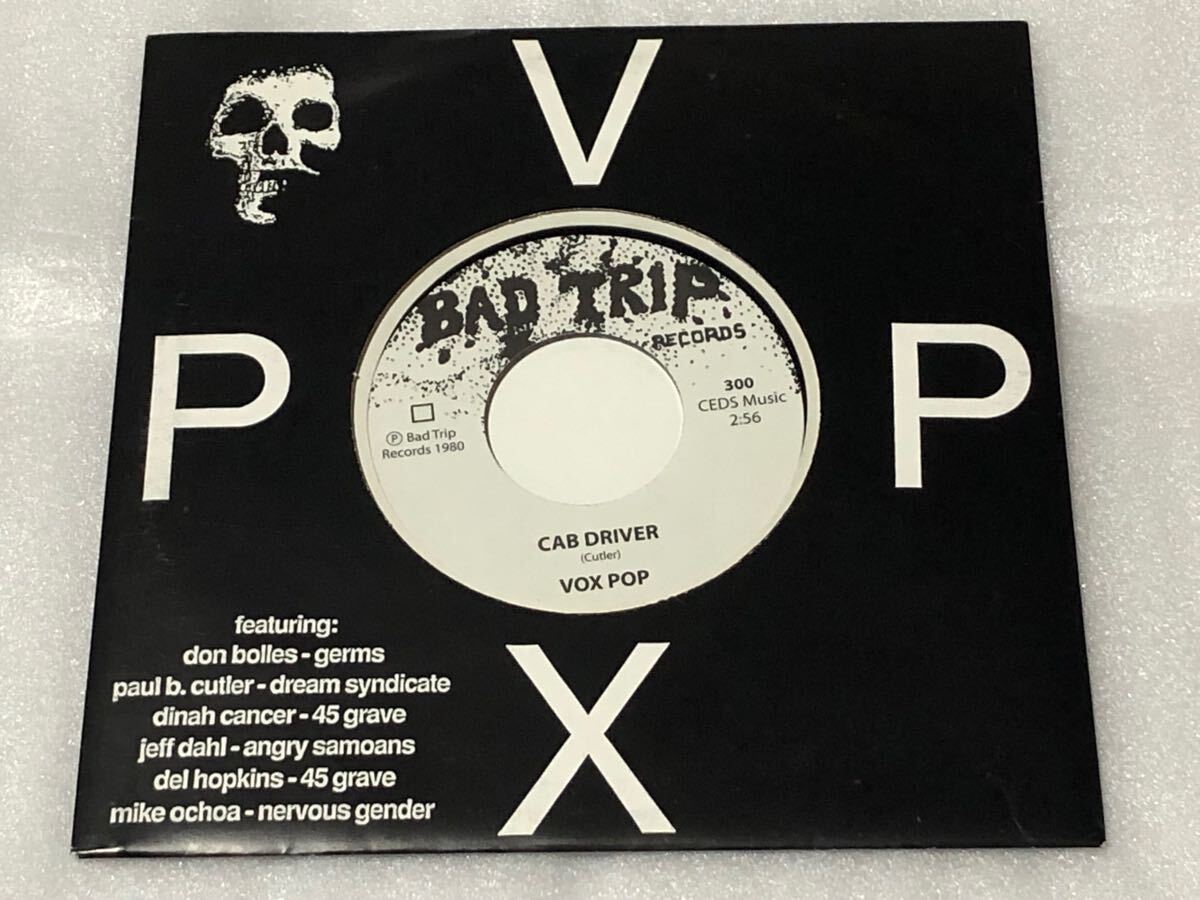 V
P
P
X
BAD TRIP
RECORDS
300
CEDS Music
2:56
Ⓟ Bad Trip
Records 1980
CAB DRIVER
(Cutler)
VOX POP
featuring:
don bolles - germs
paul b. cutler - dream syndicate
dinah cancer - 45 grave
jeff dahl - angry samoans
del hopkins - 45 grave
mike ochoa - nervous gender